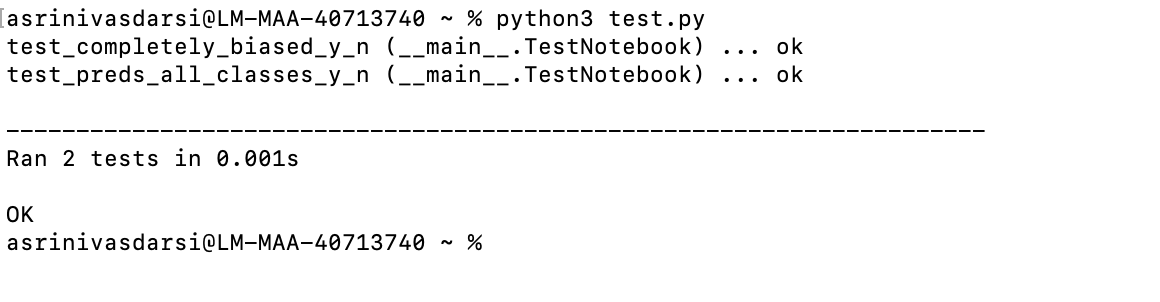 [asrinivasdarsi@LM-MAA-40713740 ~ % python3 test.py
test_completely_biased_y_n (__main__.TestNotebook) ... ok
test_preds_all_classes_y_n (__main__.TestNotebook) ... ok
----------------------------------------------------------------------
Ran 2 tests in 0.001s
OK
asrinivasdarsi@LM-MAA-40713740 ~ %